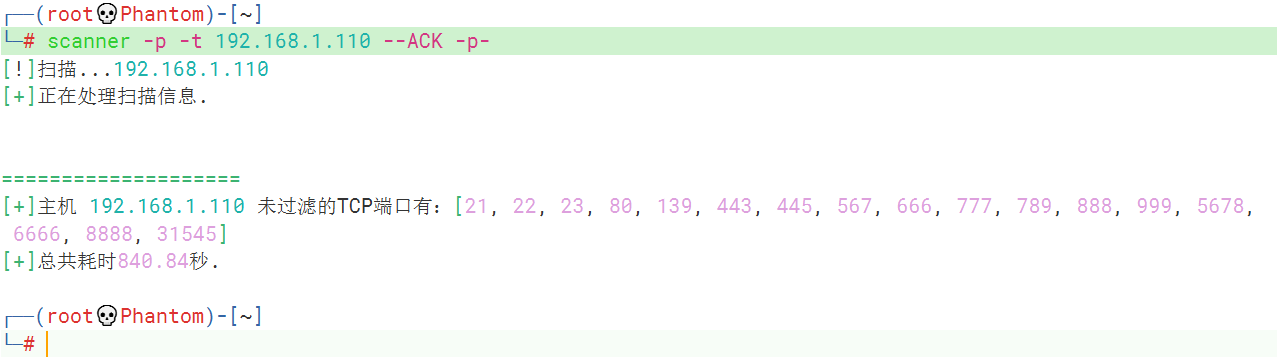 ┌──(root💀Phantom)-[~]
└─# scanner -p -t 192.168.1.110 --ACK -p-
[!]扫描...192.168.1.110
[+]正在处理扫描信息.
====================
[+]主机 192.168.1.110 未过滤的TCP端口有：[21, 22, 23, 80, 139, 443, 445, 567, 666, 777, 789, 888, 999, 5678,
6666, 8888, 31545]
[+]总共耗时840.84秒.
┌──(root💀Phantom)-[~]
└─#